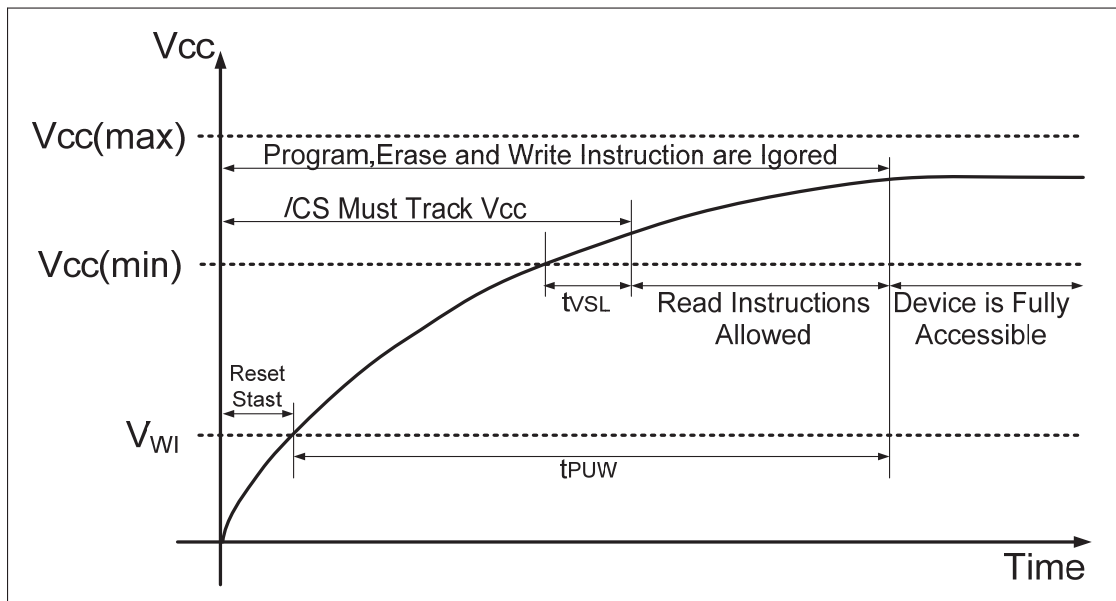 Vcc
Vcc(max)
Program,Erase and Write Instruction are Igored
/CS Must Track Vcc
Vcc(min)
tVSL
Read Instructions
Allowed
Device is Fully
Accessible
Reset
Stast
VWI
tPUW
Time